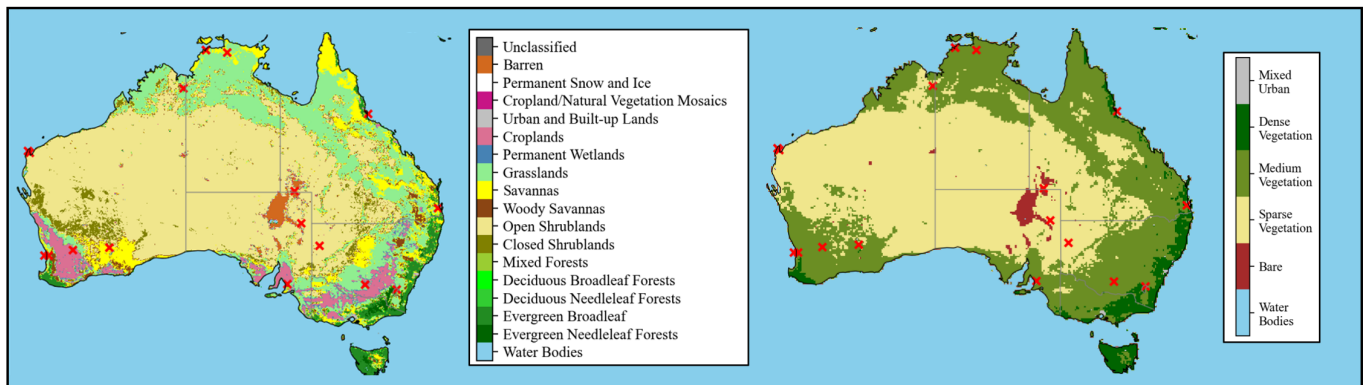 Unclassified
Barren
Permanent Snow and Ice
Cropland/Natural Vegetation Mosaics
Urban and Built-up Lands
Croplands
Permanent Wetlands
Grasslands
Savannas
Woody Savannas
Open Shrublands
Closed Shrublands
Mixed Forests
Deciduous Broadleaf Forests
Deciduous Needleleaf Forests
Evergreen Broadleaf
Evergreen Needleleaf Forests
Water Bodies
Mixed
Urban
Dense
Vegetation
Medium
Vegetation
Sparse
Vegetation
Bare
Water
Bodies